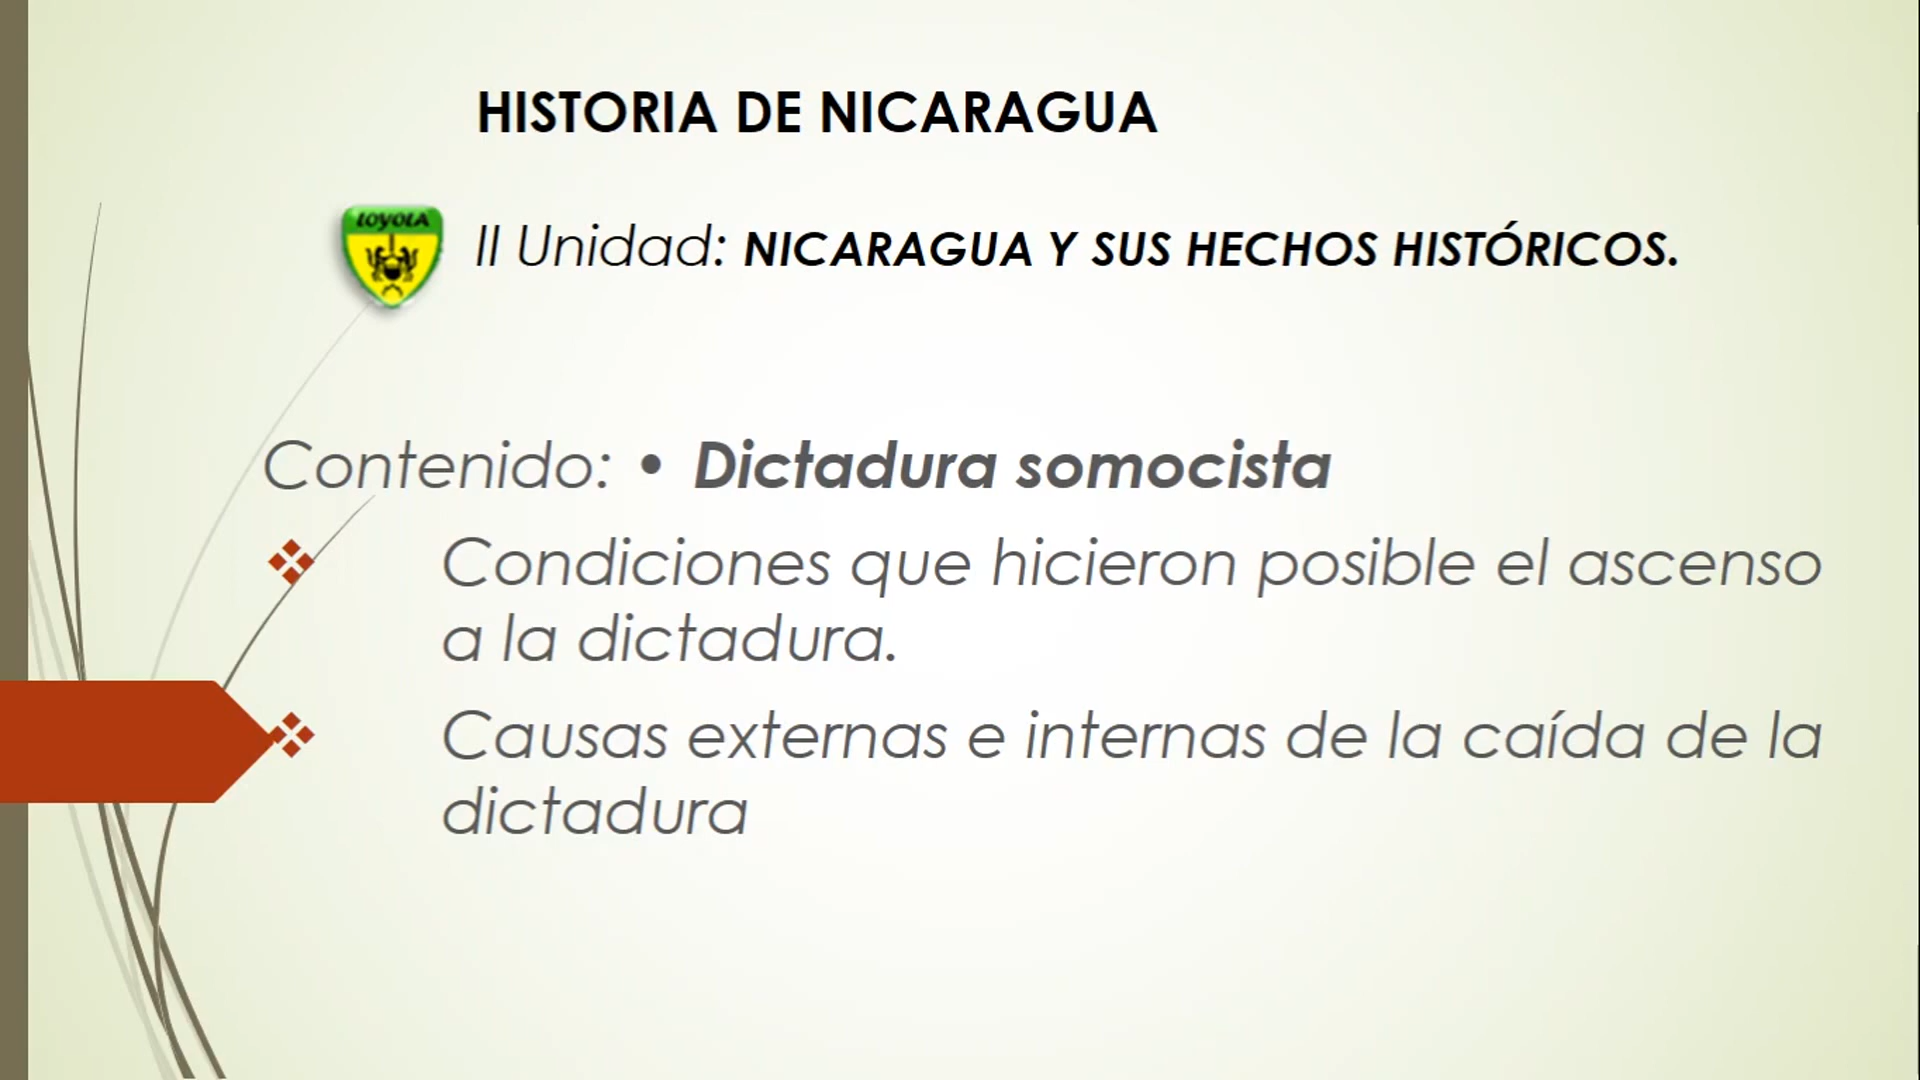 HISTORIA DE NICARAGUA
LOYOLA
II Unidad: NICARAGUA Y SUS HECHOS HISTÓRICOS.
Contenido: • Dictadura somocista
❖ Condiciones que hicieron posible el ascenso
a la dictadura.
❖ Causas externas e internas de la caída de la
dictadura